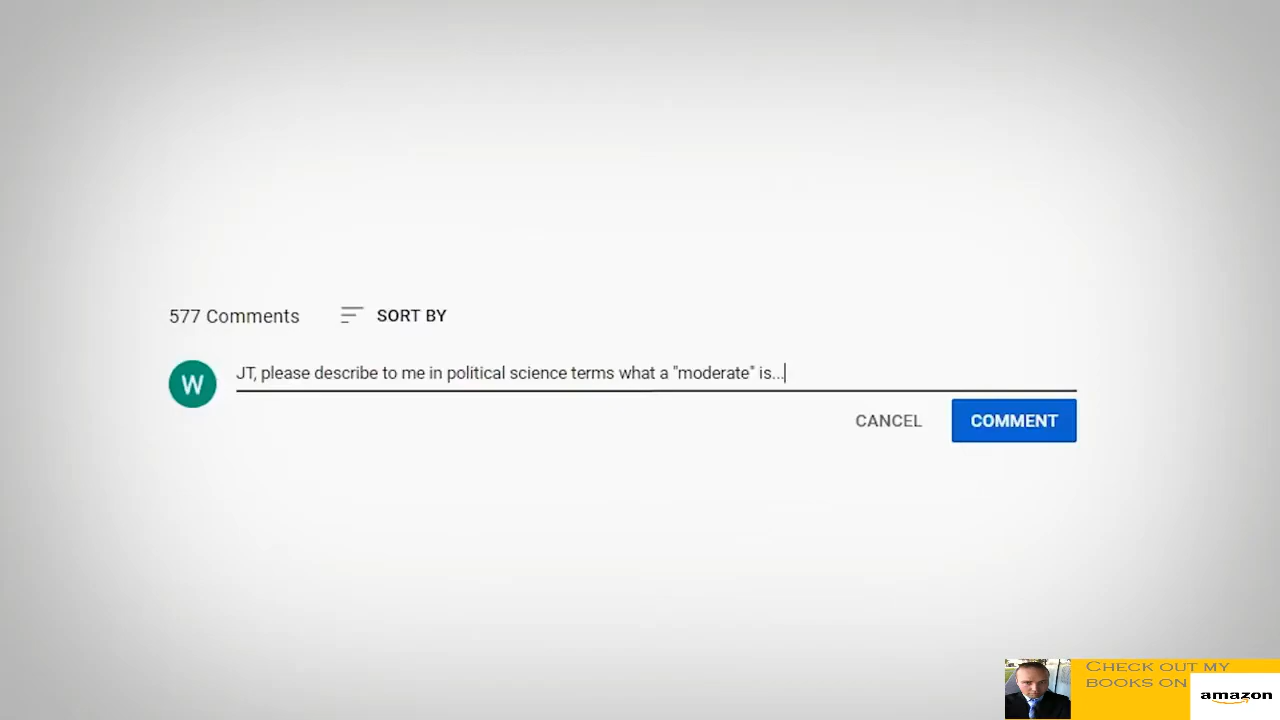 577 Comments SORT BY
W JT, please describe to me in political science terms what a "moderate" is...
CANCEL COMMENT
CHECK OUT MY
BOOKS ON
amazon